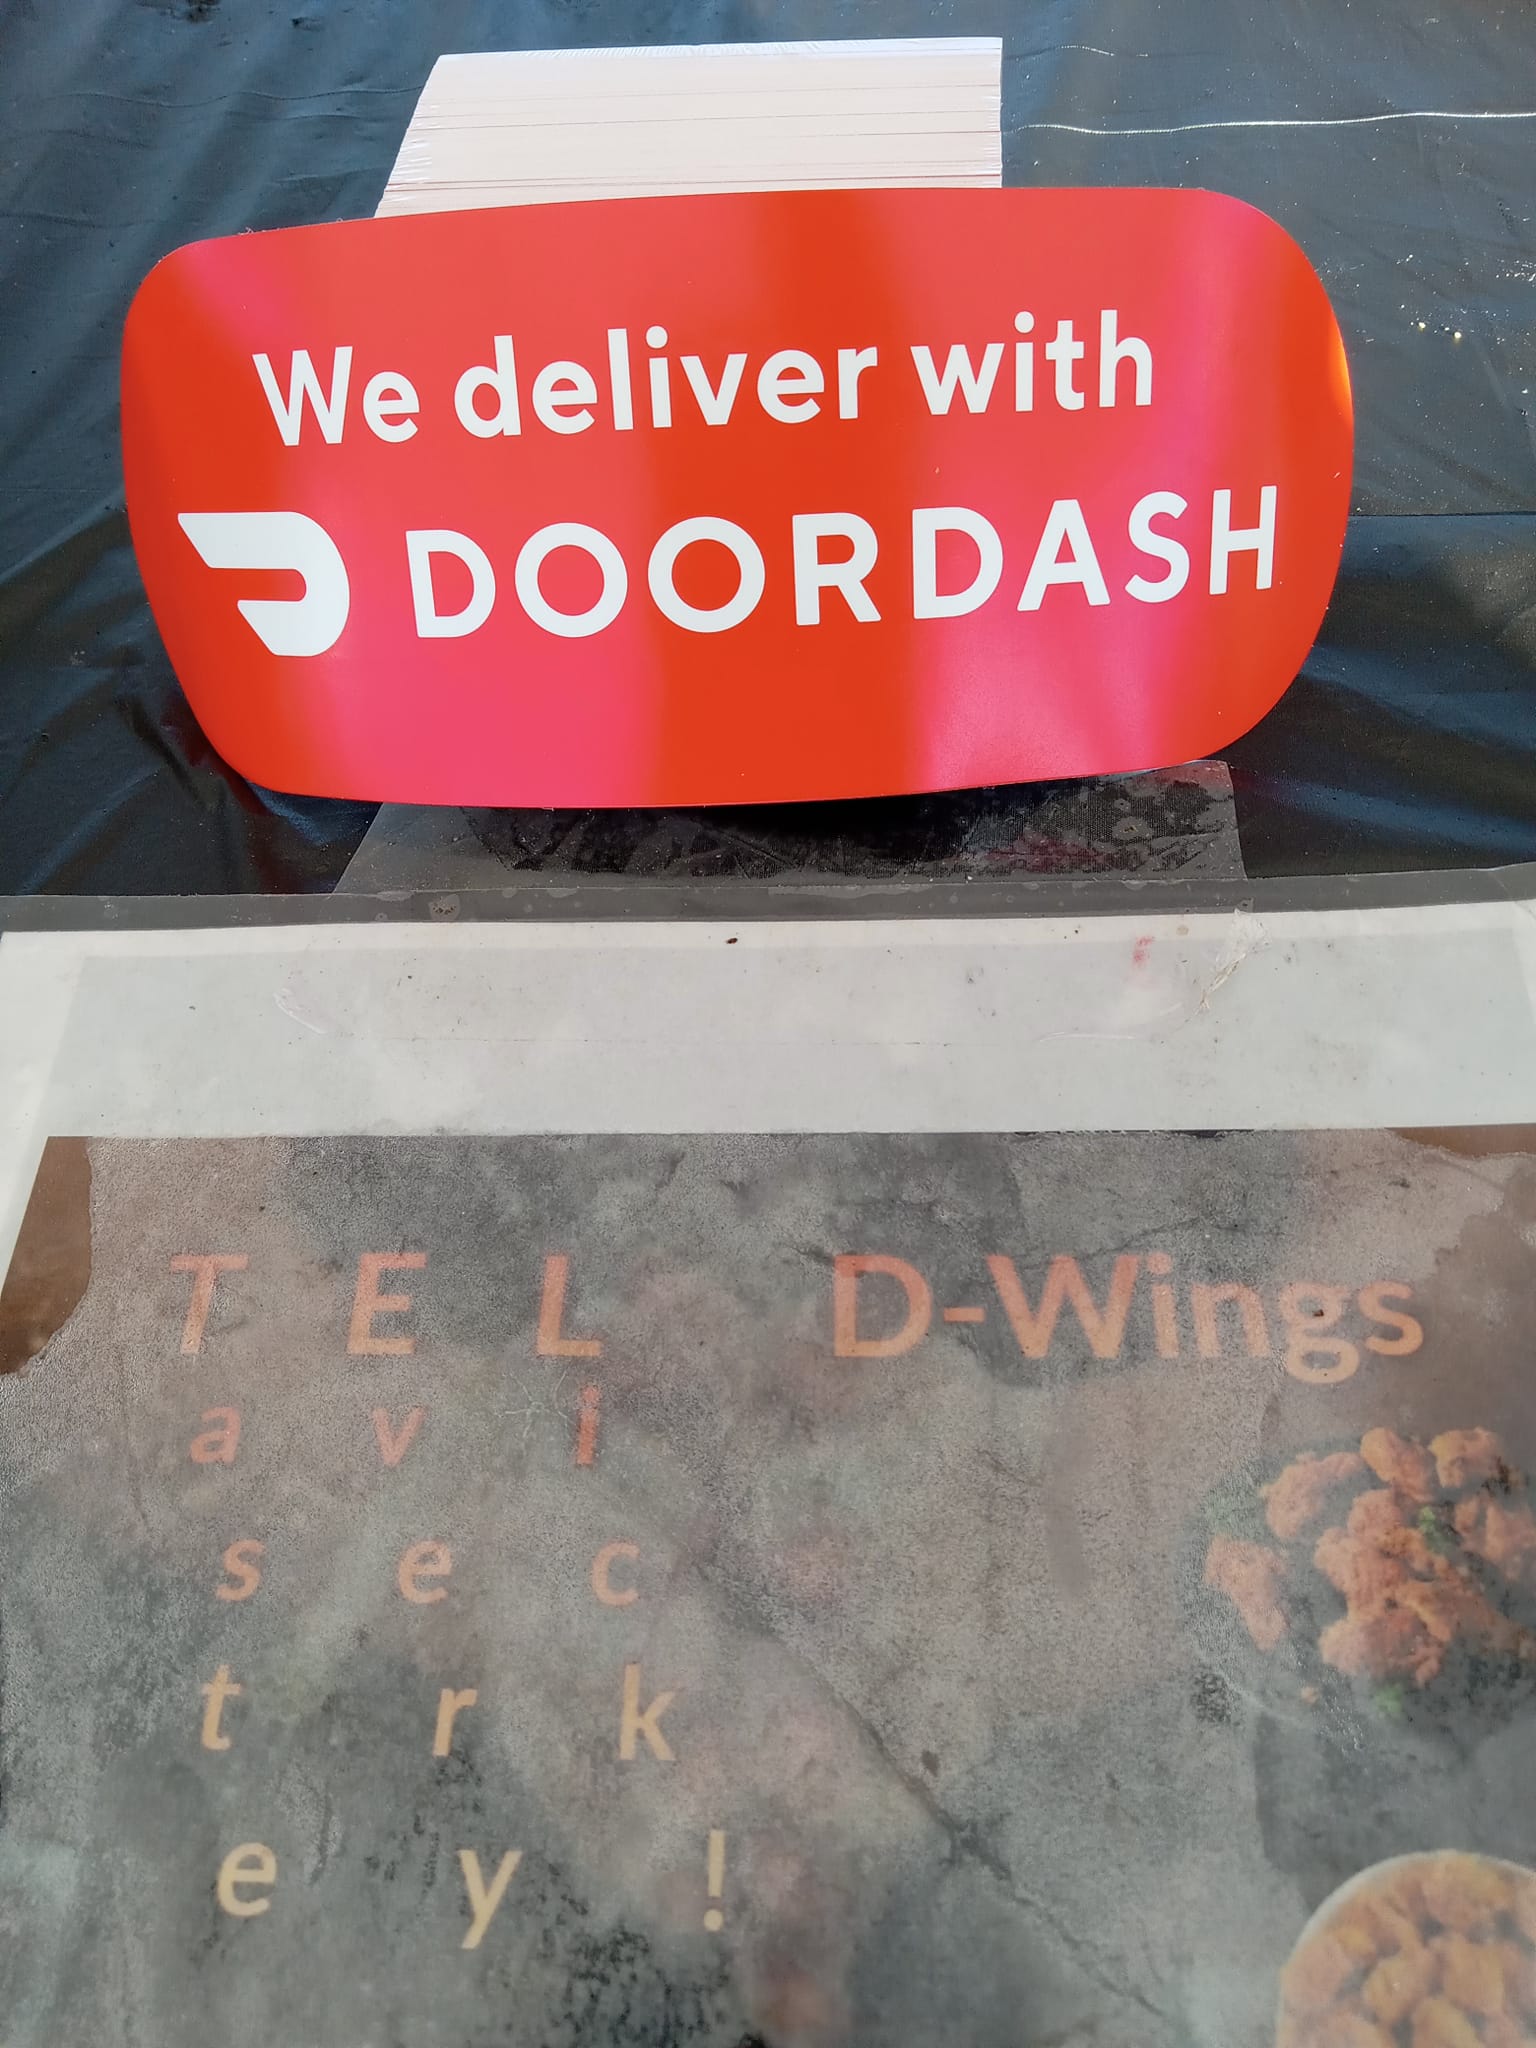 We deliver with
DOORDASH
T E L D-Wings
a v i
s e c
t r k
e y !